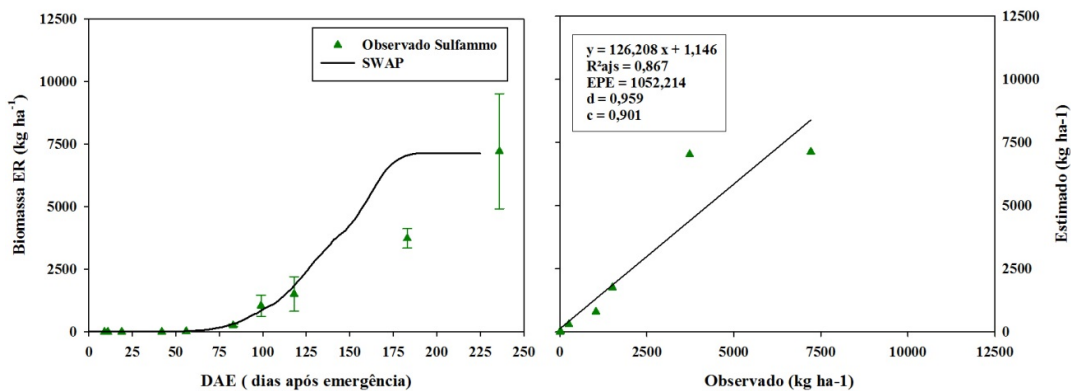 12500
10000
7500
5000
2500
0
Biomassa ER (kg ha-1)
Observado Sulfammo
SWAP
0 25 50 75 100 125 150 175 200 225 250
DAE ( dias após emergência)
y = 126,208 x + 1,146
R²ajs = 0,867
EPE = 1052,214
d = 0,959
c = 0,901
12500
10000
7500
5000
2500
0
Estimado (kg ha-1)
0 2500 5000 7500 10000 12500
Observado (kg ha-1)